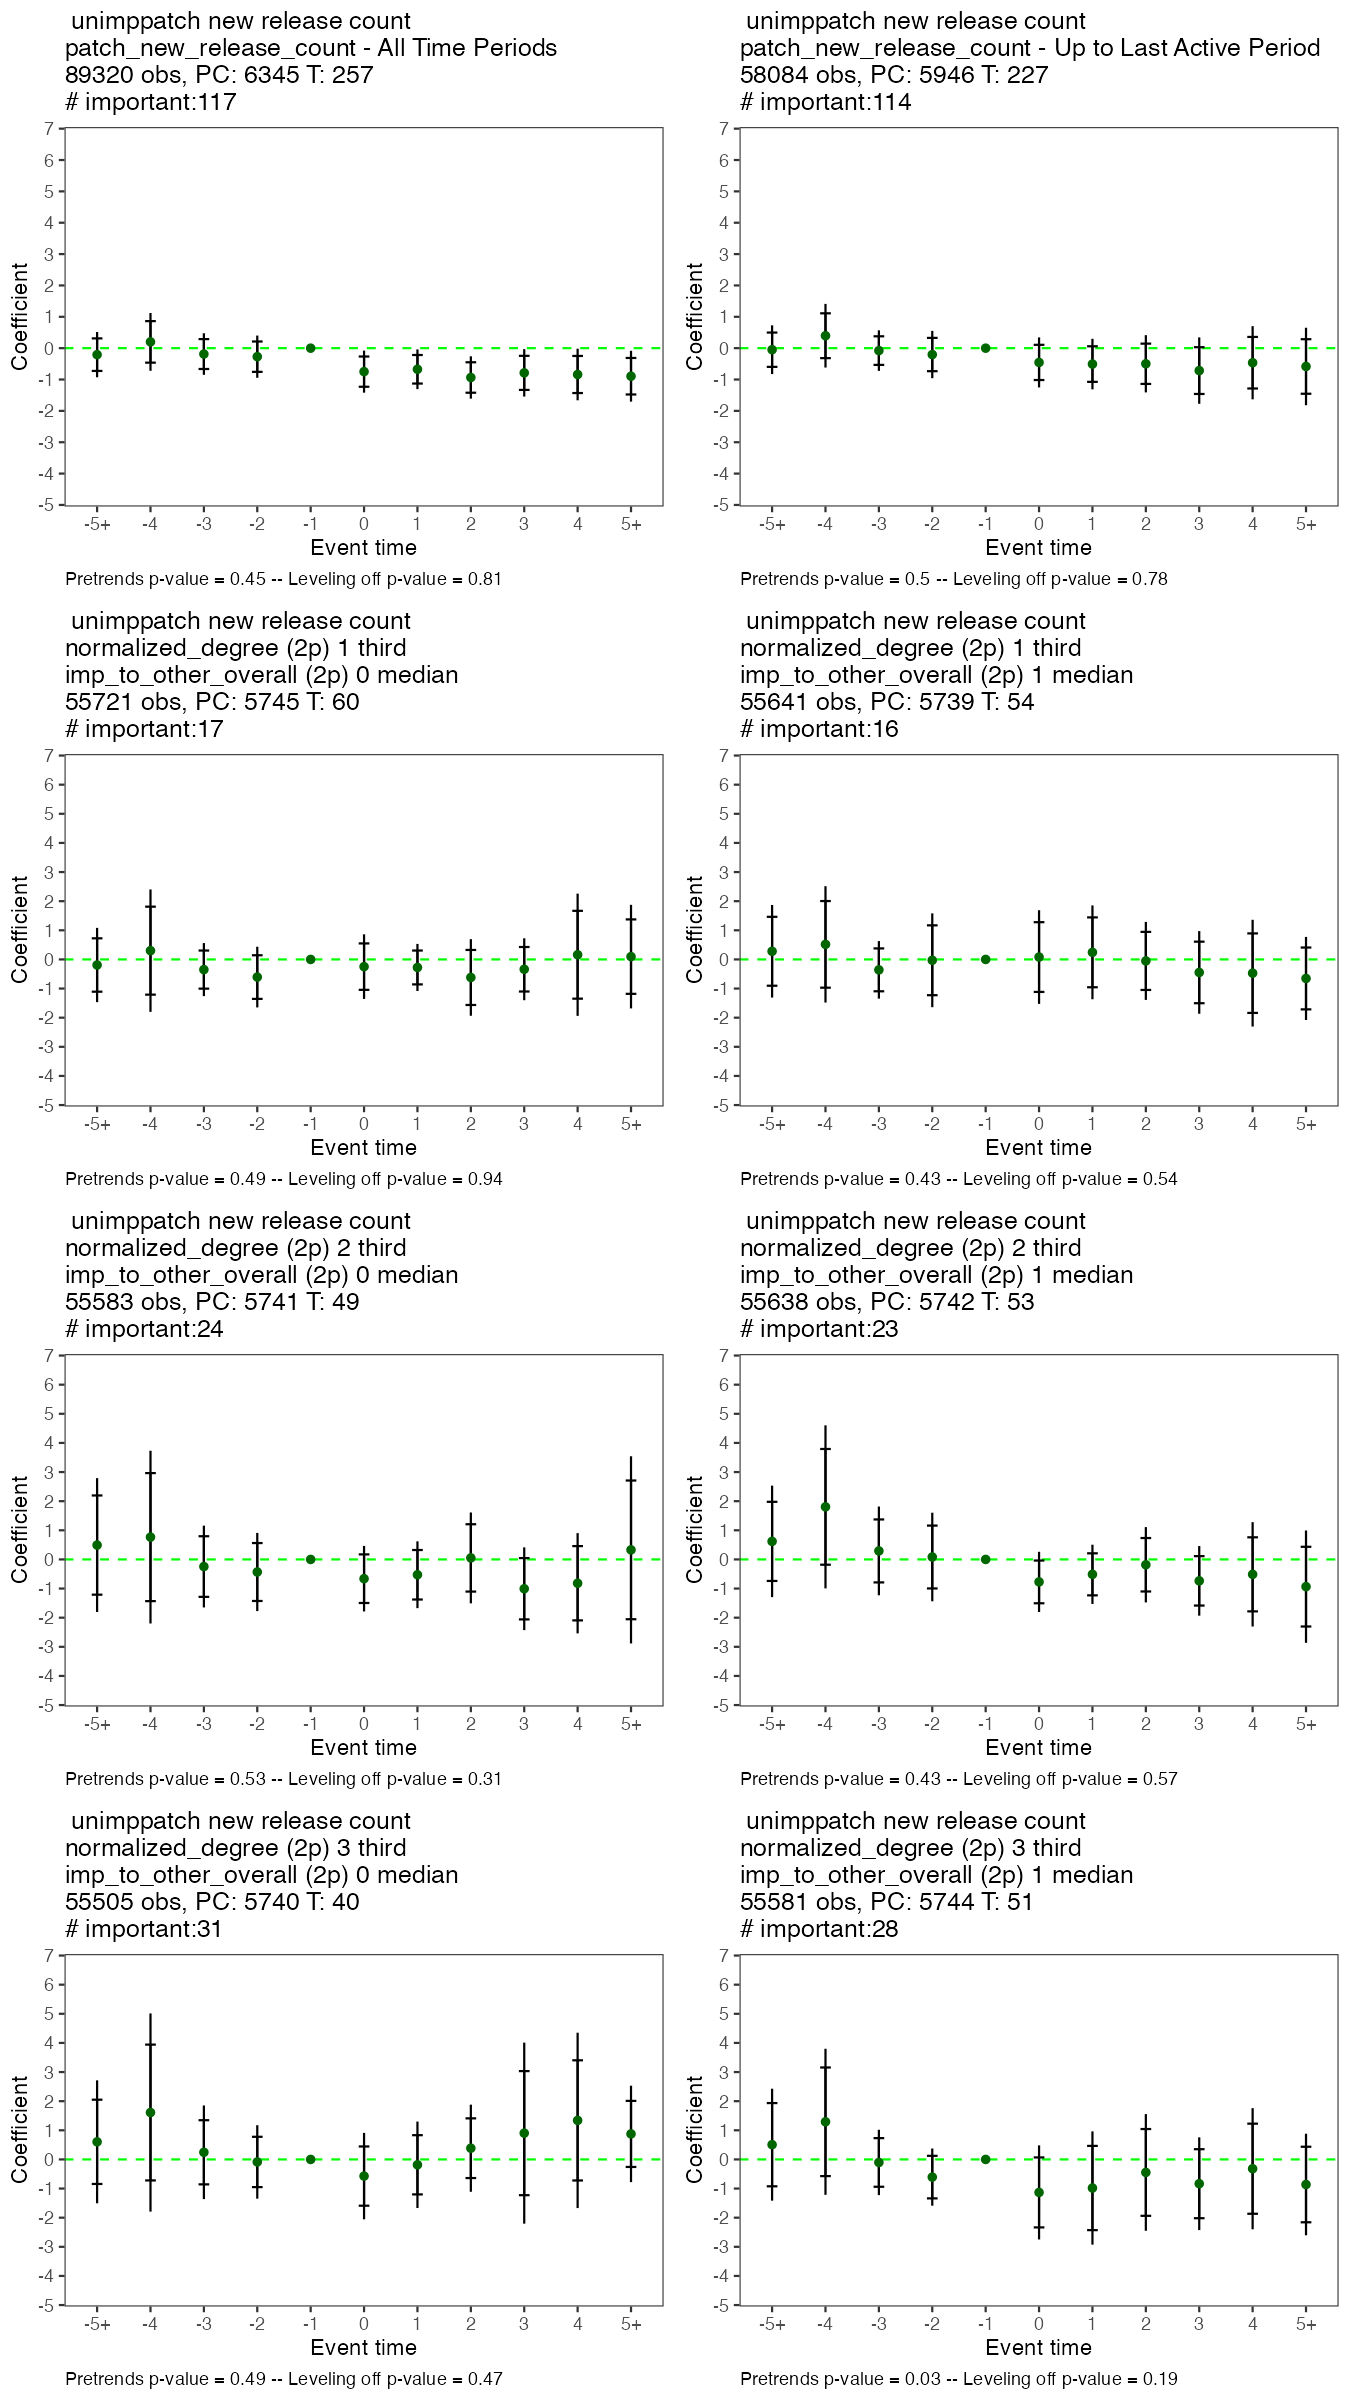 unimppatch new release count
patch_new_release_count - All Time Periods
89320 obs, PC: 6345 T: 257
# important:117
7
6
5
4
3
2
1
0
-1
-2
-3
-4
-5
Coefficient
-5+ -4 -3 -2 -1 0 1 2 3 4 5+
Event time
Pretrends p-value = 0.45 -- Leveling off p-value = 0.81
unimppatch new release count
patch_new_release_count - Up to Last Active Period
58084 obs, PC: 5946 T: 227
# important:114
7
6
5
4
3
2
1
0
-1
-2
-3
-4
-5
Coefficient
-5+ -4 -3 -2 -1 0 1 2 3 4 5+
Event time
Pretrends p-value = 0.5 -- Leveling off p-value = 0.78
unimppatch new release count
normalized_degree (2p) 1 third
imp_to_other_overall (2p) 0 median
55721 obs, PC: 5745 T: 60
# important:17
7
6
5
4
3
2
1
0
-1
-2
-3
-4
-5
Coefficient
-5+ -4 -3 -2 -1 0 1 2 3 4 5+
Event time
Pretrends p-value = 0.49 -- Leveling off p-value = 0.94
unimppatch new release count
normalized_degree (2p) 1 third
imp_to_other_overall (2p) 1 median
55641 obs, PC: 5739 T: 54
# important:16
7
6
5
4
3
2
1
0
-1
-2
-3
-4
-5
Coefficient
-5+ -4 -3 -2 -1 0 1 2 3 4 5+
Event time
Pretrends p-value = 0.43 -- Leveling off p-value = 0.54
unimppatch new release count
normalized_degree (2p) 2 third
imp_to_other_overall (2p) 0 median
55583 obs, PC: 5741 T: 49
# important:24
7
6
5
4
3
2
1
0
-1
-2
-3
-4
-5
Coefficient
-5+ -4 -3 -2 -1 0 1 2 3 4 5+
Event time
Pretrends p-value = 0.53 -- Leveling off p-value = 0.31
unimppatch new release count
normalized_degree (2p) 2 third
imp_to_other_overall (2p) 1 median
55638 obs, PC: 5742 T: 53
# important:23
7
6
5
4
3
2
1
0
-1
-2
-3
-4
-5
Coefficient
-5+ -4 -3 -2 -1 0 1 2 3 4 5+
Event time
Pretrends p-value = 0.43 -- Leveling off p-value = 0.57
unimppatch new release count
normalized_degree (2p) 3 third
imp_to_other_overall (2p) 0 median
55505 obs, PC: 5740 T: 40
# important:31
7
6
5
4
3
2
1
0
-1
-2
-3
-4
-5
Coefficient
-5+ -4 -3 -2 -1 0 1 2 3 4 5+
Event time
Pretrends p-value = 0.49 -- Leveling off p-value = 0.47
unimppatch new release count
normalized_degree (2p) 3 third
imp_to_other_overall (2p) 1 median
55581 obs, PC: 5744 T: 51
# important:28
7
6
5
4
3
2
1
0
-1
-2
-3
-4
-5
Coefficient
-5+ -4 -3 -2 -1 0 1 2 3 4 5+
Event time
Pretrends p-value = 0.03 -- Leveling off p-value = 0.19